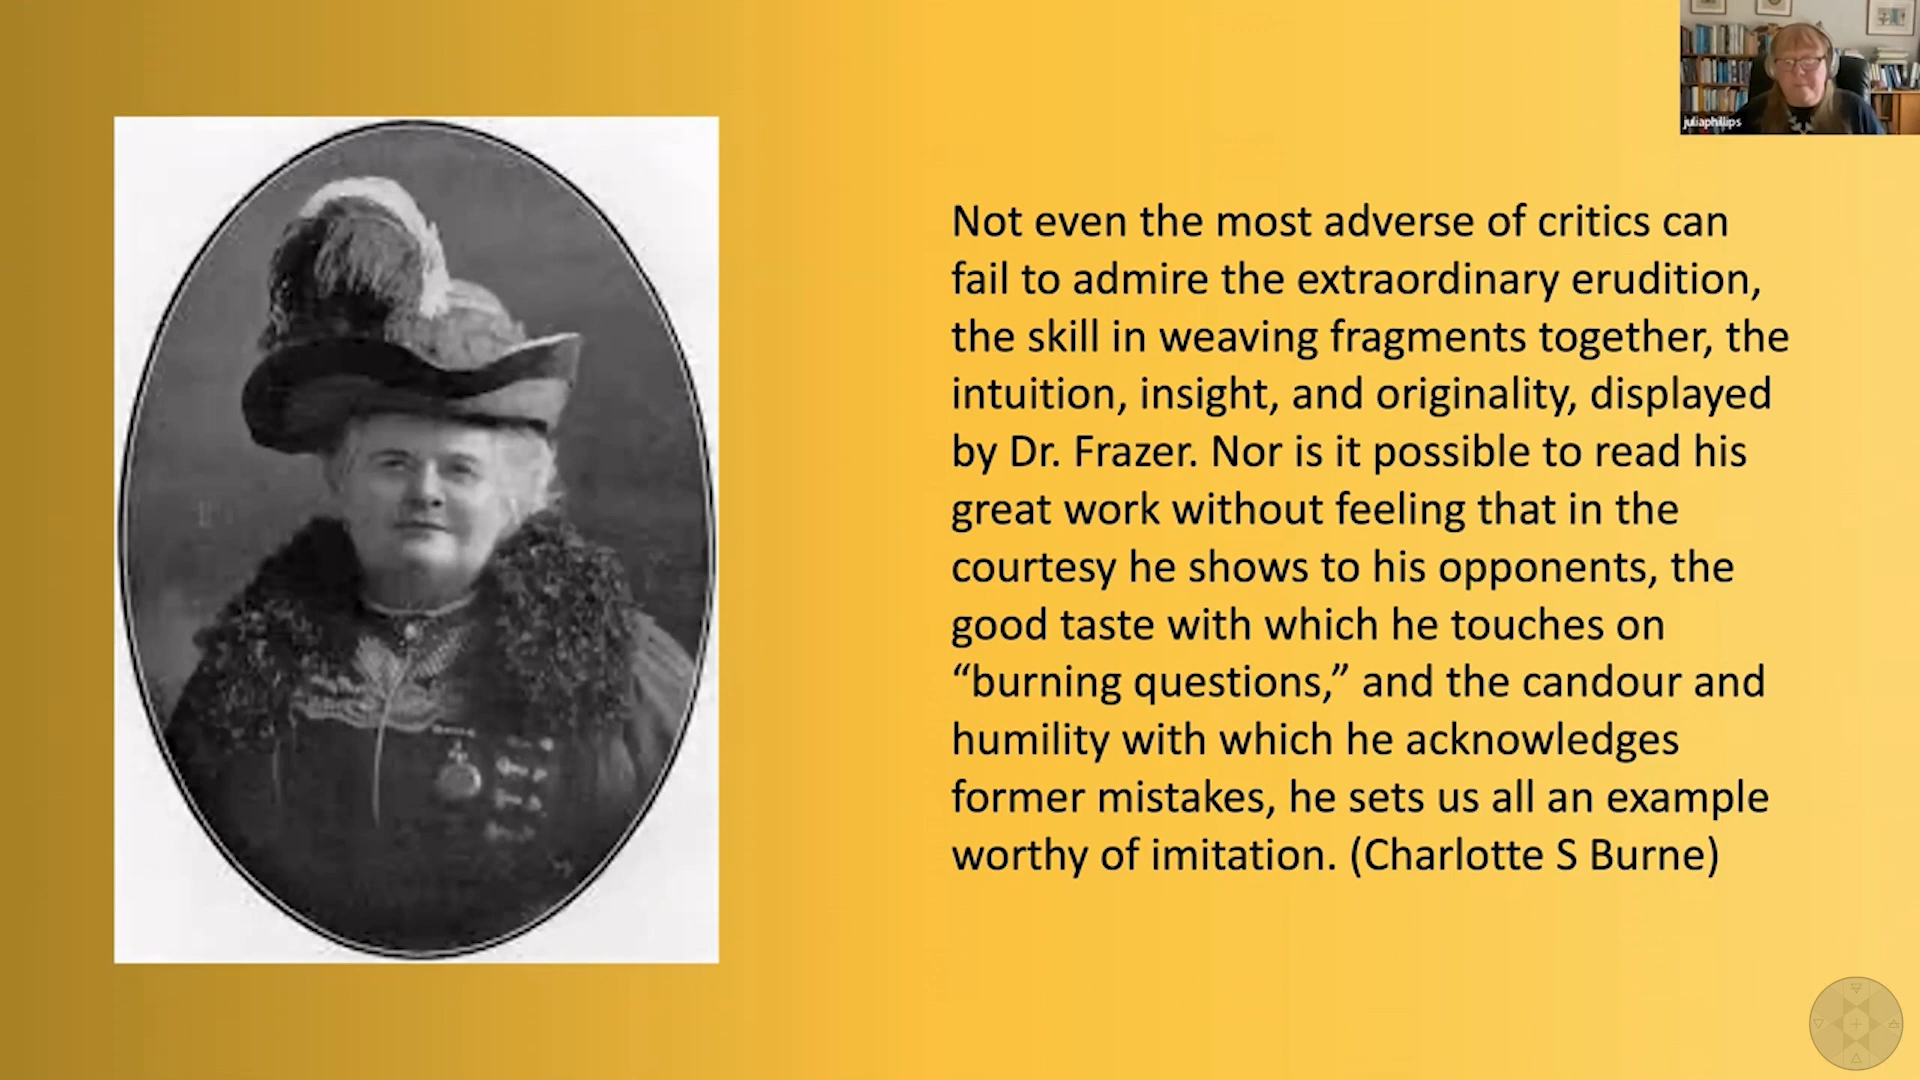 juliaphillips
Not even the most adverse of critics can
fail to admire the extraordinary erudition,
the skill in weaving fragments together, the
intuition, insight, and originality, displayed
by Dr. Frazer. Nor is it possible to read his
great work without feeling that in the
courtesy he shows to his opponents, the
good taste with which he touches on
“burning questions,” and the candour and
humility with which he acknowledges
former mistakes, he sets us all an example
worthy of imitation. (Charlotte S Burne)